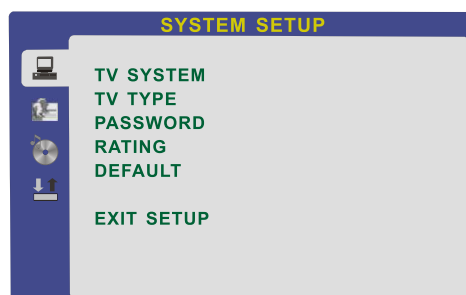 SYSTEM SETUP
TV SYSTEM
TV TYPE
PASSWORD
RATING
DEFAULT
EXIT SETUP